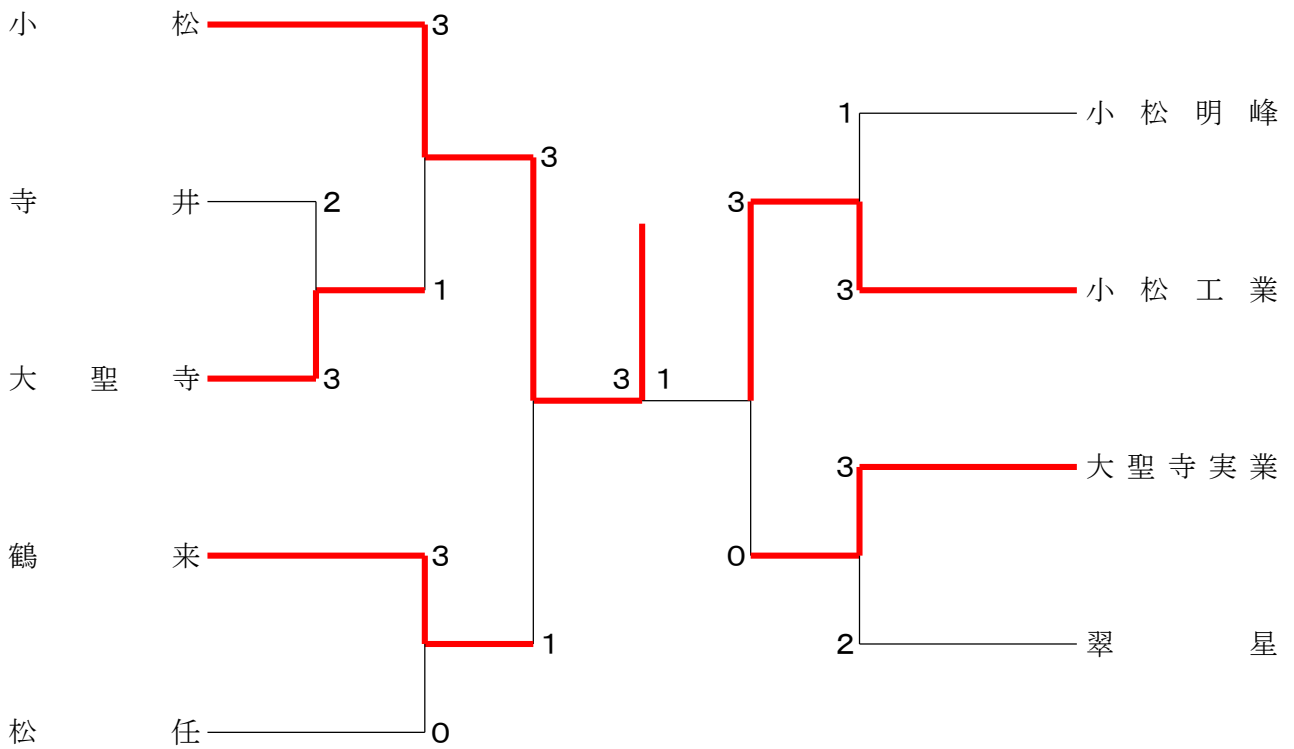 小松 3
1 小松明峰
3
寺井 2 3
1 3 小松工業
大聖寺 3 3 1
3 大聖寺実業
鶴来 3 0
1 2 翠星
松任 0